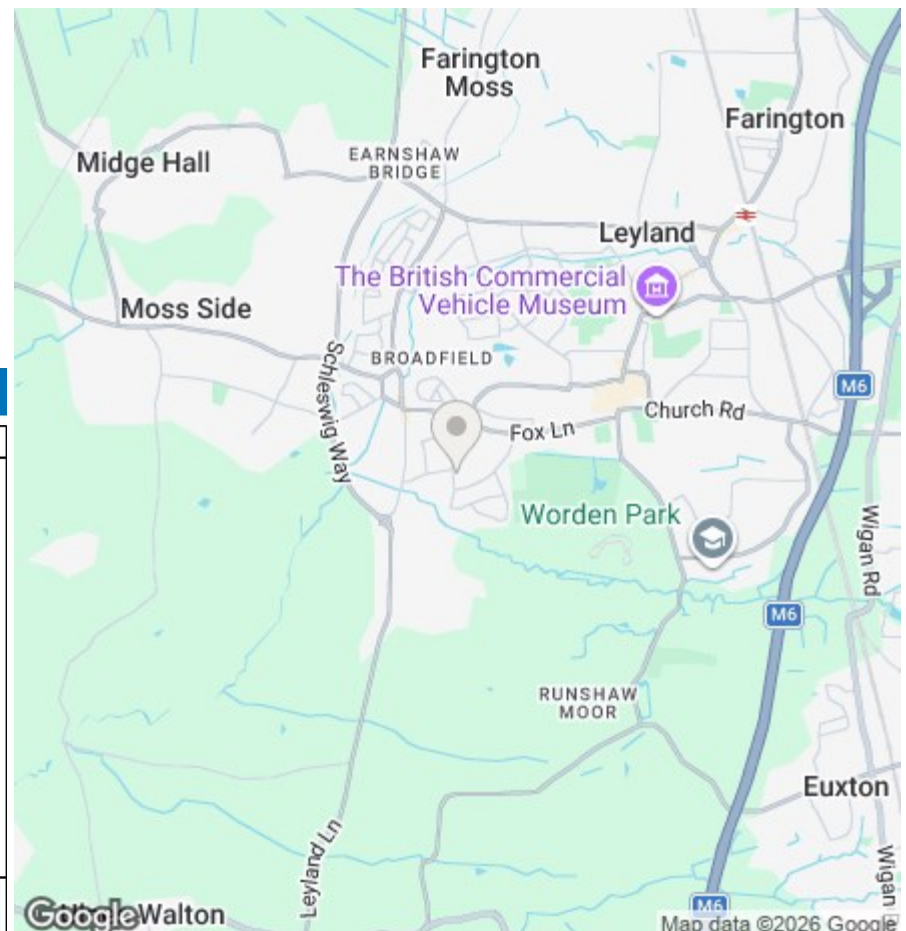 Farington
Moss
Farington
EARNSHAW
BRIDGE
Midge Hall
Leyland
The British Commercial
Vehicle Museum
Moss Side
BROADFIELD
Schleswig Way
M6
Church Rd
Fox Ln
Worden Park
Wigan Rd
M6
RUNSHAW
MOOR
Euxton
Leyland Ln
Wigan
M6
Google
Walton
Map data ©2026 Google